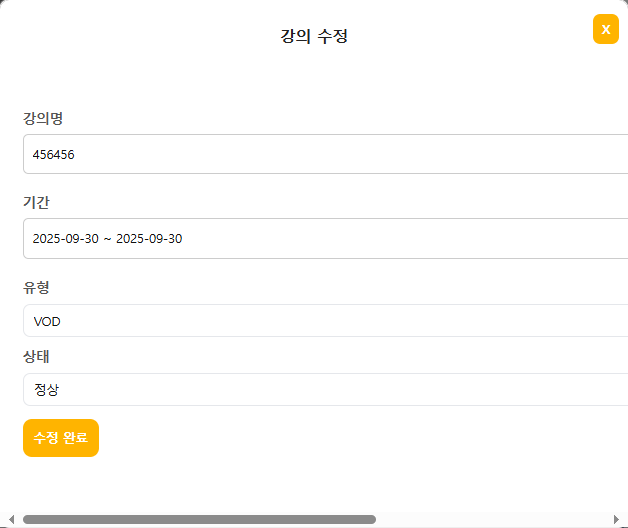 강의 수정
X
강의명
456456
기간
2025-09-30 ~ 2025-09-30
유형
VOD
상태
정상
수정 완료